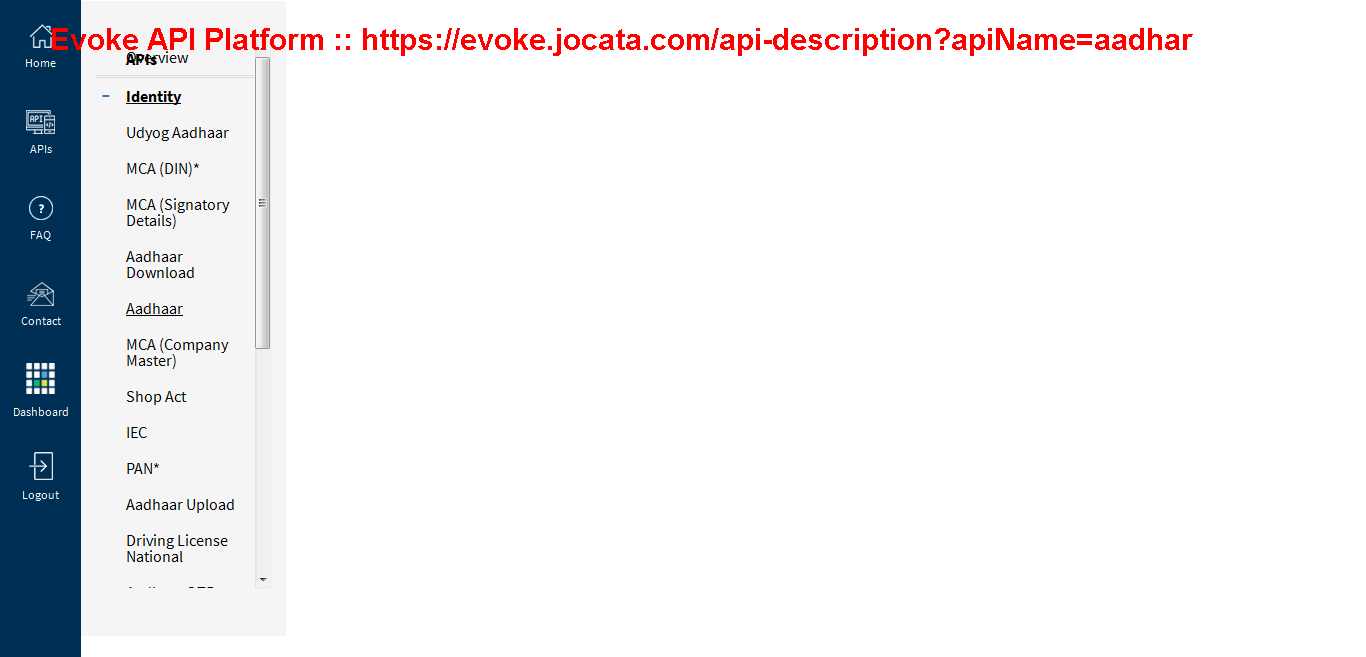 Evoke API Platform :: https://evoke.jocata.com/api-description?apiName=aadhar
Home
APIs
FAQ
Contact
Dashboard
Logout
APIs
Overview
Identity
Udyog Aadhaar
MCA (DIN)*
MCA (Signatory
Details)
Aadhaar
Download
Aadhaar
MCA (Company
Master)
Shop Act
IEC
PAN*
Aadhaar Upload
Driving License
National